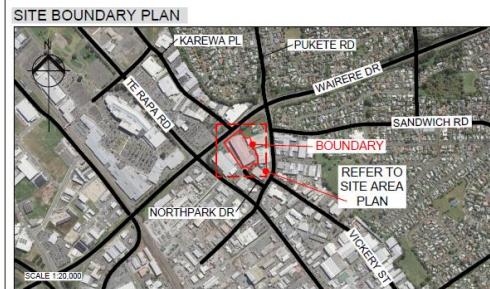 SITE BOUNDARY PLAN
N
KAREWA PL
PUKETE RD
WAIRERE DR
TE RAPA RD
SANDWICH RD
BOUNDARY
REFER TO
SITE AREA
PLAN
NORTHPARK DR
VICKERY ST
SCALE 1:20,000